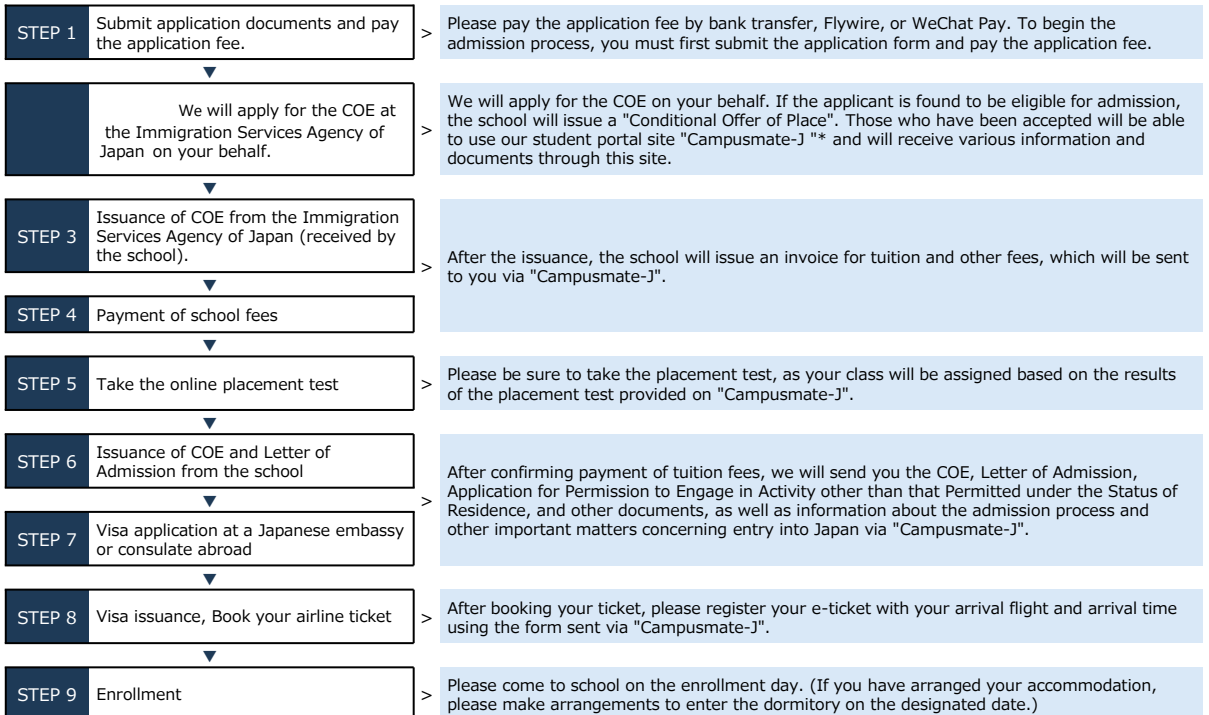 STEP 1
Submit application documents and pay
the application fee.
>
Please pay the application fee by bank transfer, Flywire, or WeChat Pay. To begin the
admission process, you must first submit the application form and pay the application fee.
▼
We will apply for the COE at
the Immigration Services Agency of
Japan on your behalf.
>
We will apply for the COE on your behalf. If the applicant is found to be eligible for admission,
the school will issue a "Conditional Offer of Place". Those who have been accepted will be able
to use our student portal site "Campusmate-J "* and will receive various information and
documents through this site.
▼
STEP 3
Issuance of COE from the Immigration
Services Agency of Japan (received by
the school).
▼
STEP 4
Payment of school fees
>
After the issuance, the school will issue an invoice for tuition and other fees, which will be sent
to you via "Campusmate-J".
▼
STEP 5
Take the online placement test
>
Please be sure to take the placement test, as your class will be assigned based on the results
of the placement test provided on "Campusmate-J".
▼
STEP 6
Issuance of COE and Letter of
Admission from the school
▼
STEP 7
Visa application at a Japanese embassy
or consulate abroad
>
After confirming payment of tuition fees, we will send you the COE, Letter of Admission,
Application for Permission to Engage in Activity other than that Permitted under the Status of
Residence, and other documents, as well as information about the admission process and
other important matters concerning entry into Japan via "Campusmate-J".
▼
STEP 8
Visa issuance, Book your airline ticket
>
After booking your ticket, please register your e-ticket with your arrival flight and arrival time
using the form sent via "Campusmate-J".
▼
STEP 9
Enrollment
>
Please come to school on the enrollment day. (If you have arranged your accommodation,
please make arrangements to enter the dormitory on the designated date.)